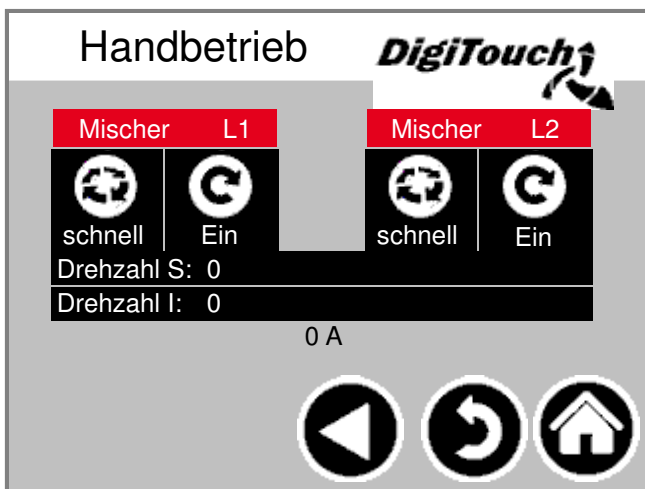 Handbetrieb DigiTouch
Mischer L1 Mischer L2
schnell Ein schnell Ein
Drehzahl S: 0
Drehzahl I: 0
0 A